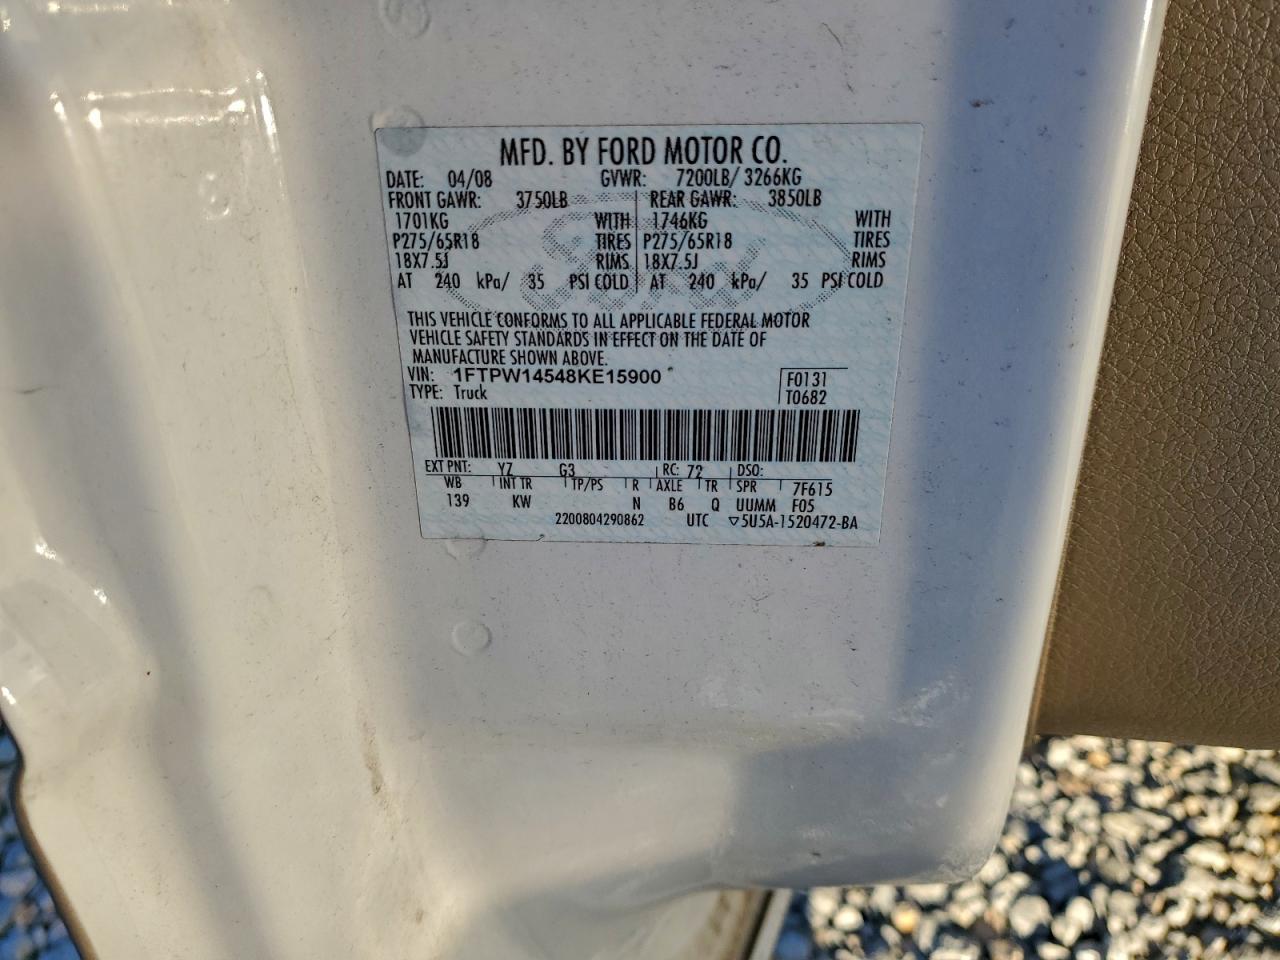 MFD. BY FORD MOTOR CO.
DATE: 04/08 GVWR: 7200LB/ 3266KG
FRONT GAWR: 3750LB REAR GAWR: 3850LB
1701KG WITH 1746KG WITH
P275/65R18 TIRES P275/65R18 TIRES
18X7.5J RIMS 18X7.5J RIMS
AT 240 kPa/ 35 PSI COLD AT 240 kPa/ 35 PSI COLD
THIS VEHICLE CONFORMS TO ALL APPLICABLE FEDERAL MOTOR
VEHICLE SAFETY STANDARDS IN EFFECT ON THE DATE OF
MANUFACTURE SHOWN ABOVE.
VIN: 1FTPW14548KE15900 F0131
TYPE: Truck T0682
EXT PNT: YZ G3 RC: 72 DSO:
WB INT TR TP/PS R AXLE TR SPR 7F615
139 KW N B6 Q UUMM F05
2200804290862 UTC ▽5U5A-1520472-BA